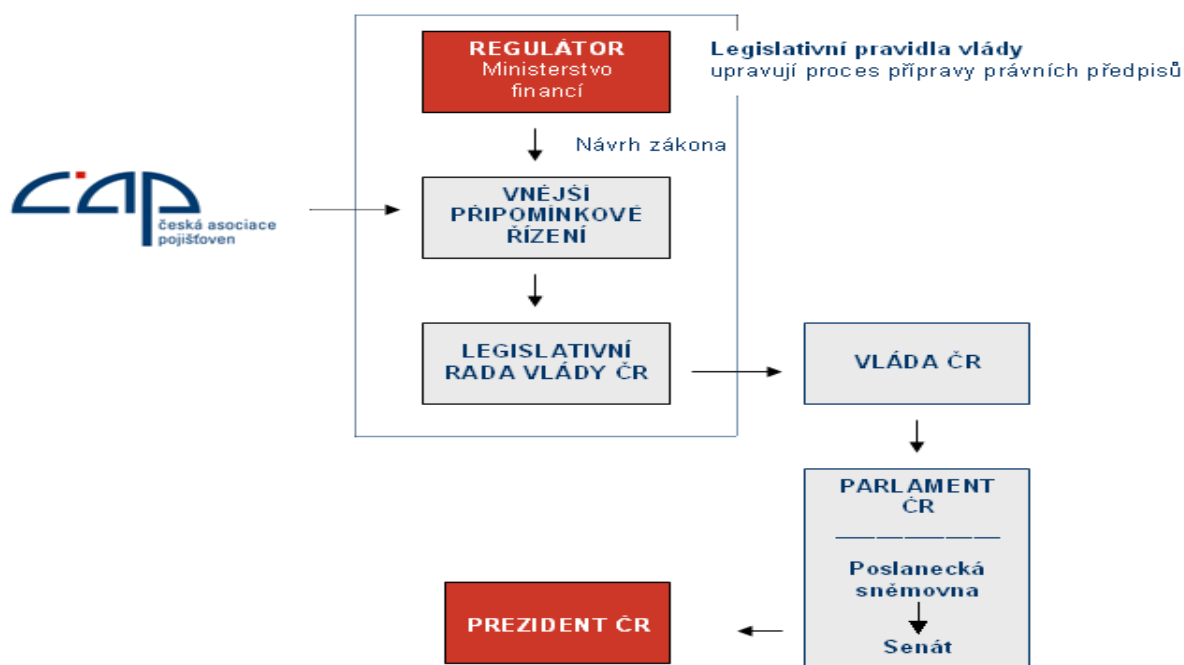 REGULÁTOR
Ministerstvo
financí
Legislativní pravidla vlády
upravují proces přípravy právních předpisů
Návrh zákona
čap
česká asociace
pojišťoven
VNĚJŠÍ
PŘIPOMÍNKOVÉ
ŘÍZENÍ
LEGISLATIVNÍ
RADA VLÁDY ČR
VLÁDA ČR
PARLAMENT
ČR
Poslanecká
sněmovna
Senát
PREZIDENT ČR